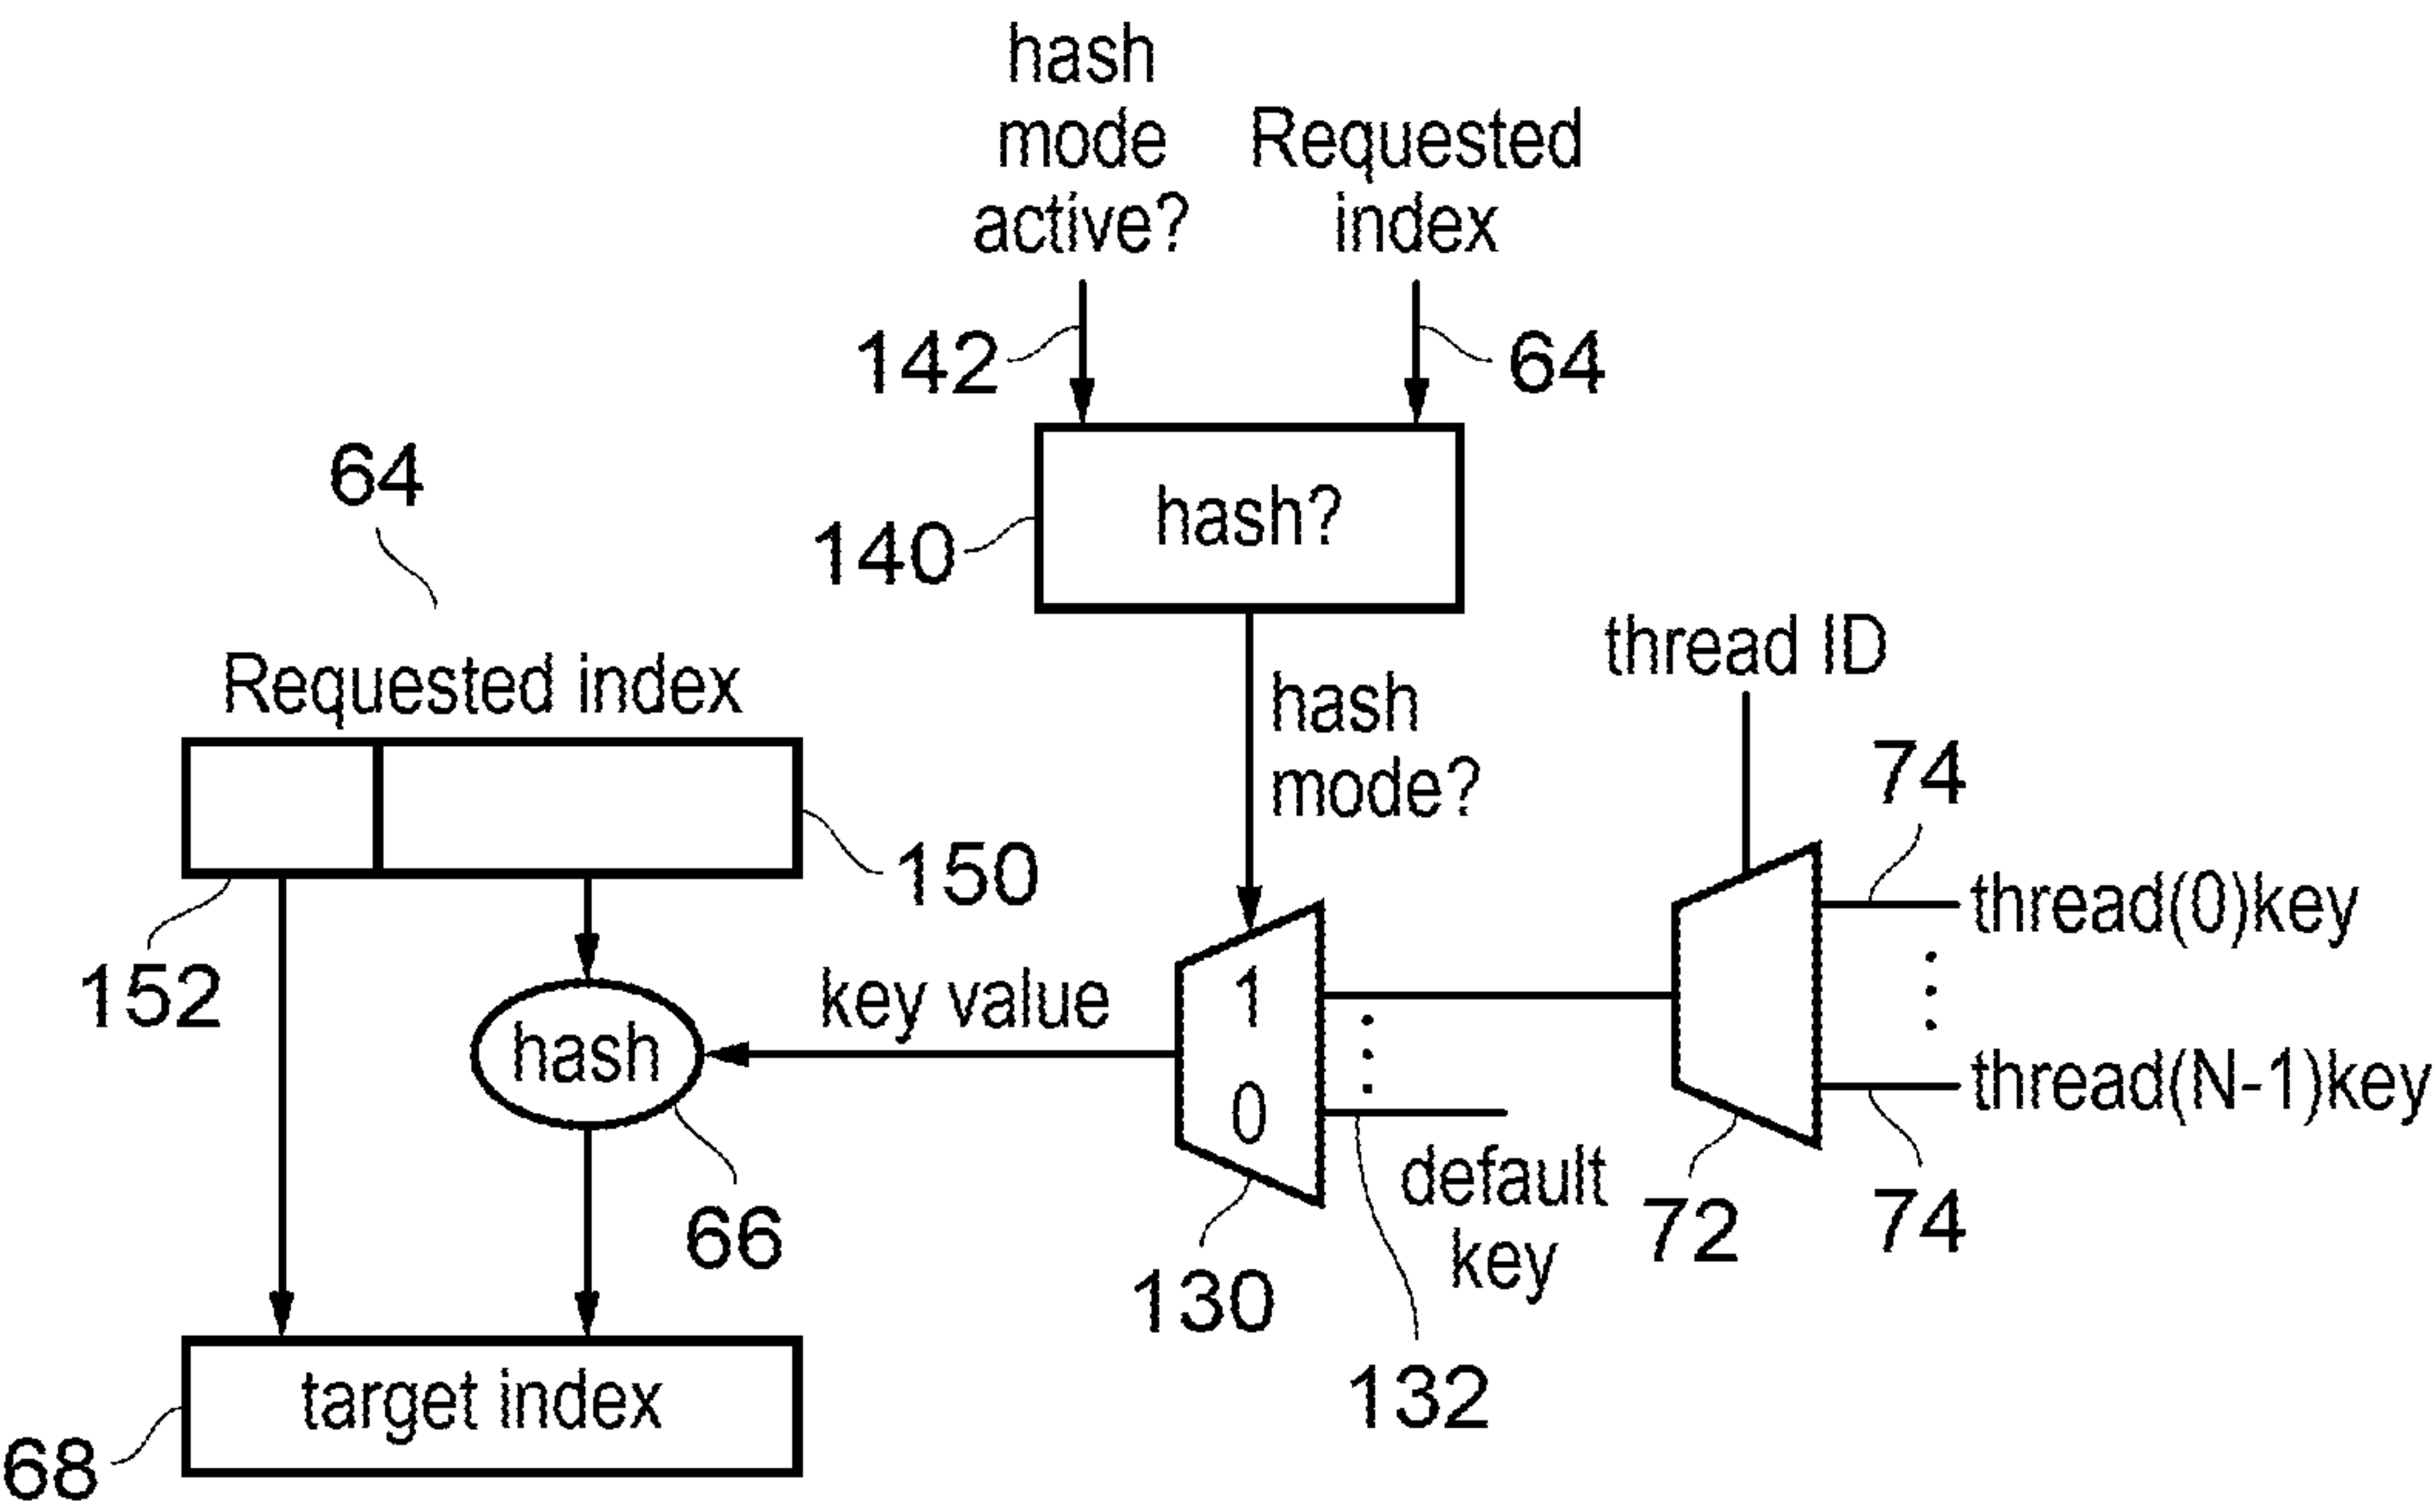 hash
mode
active?
Requested
index
142
64
64
hash?
140
thread ID
Requested index
hash
mode?
74
150
thread(0)key
152
key value
1
hash
0
thread(N-1)key
default
key
66
72
74
130
132
target index
68